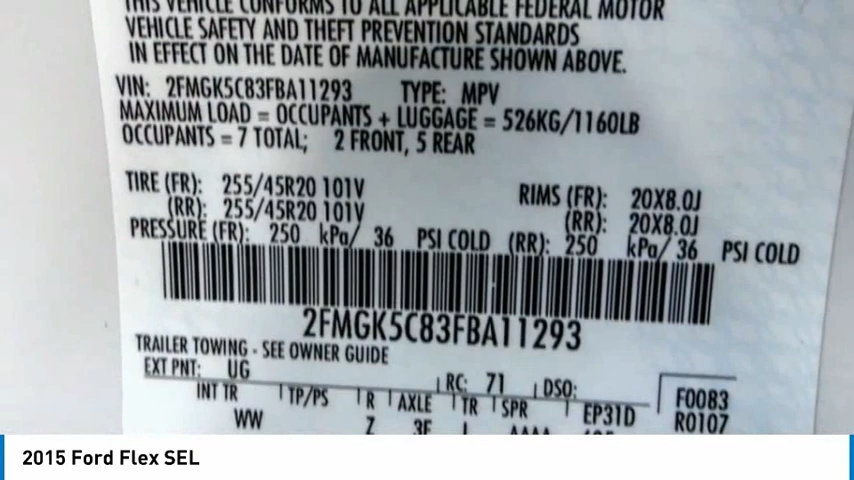 THIS VEHICLE CONFORMS TO ALL APPLICABLE FEDERAL MOTOR
VEHICLE SAFETY AND THEFT PREVENTION STANDARDS
IN EFFECT ON THE DATE OF MANUFACTURE SHOWN ABOVE.
VIN: 2FMGK5C83FBA11293 TYPE: MPV
MAXIMUM LOAD = OCCUPANTS + LUGGAGE = 526KG/1160LB
OCCUPANTS = 7 TOTAL; 2 FRONT, 5 REAR
TIRE (FR): 255/45R20 101V RIMS (FR): 20X8.0J
(RR): 255/45R20 101V (RR): 20X8.0J
PRESSURE (FR): 250 kPa/ 36 PSI COLD (RR): 250 kPa/ 36 PSI COLD
2FMGK5C83FBA11293
TRAILER TOWING - SEE OWNER GUIDE
EXT PNT: UG RC: 71 DSO: F0083
INT TR TP/PS R AXLE TR SPR EP31D R0107
WW Z
2015 Ford Flex SEL